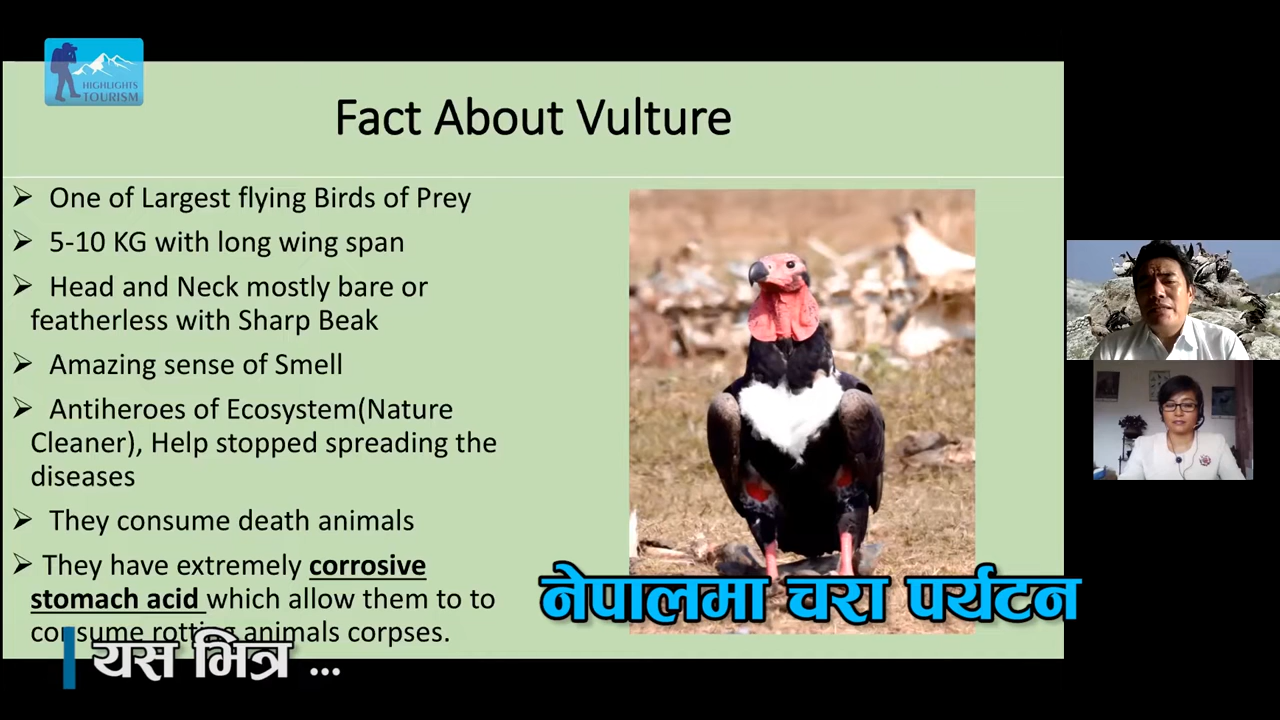 HIGHLIGHTS
TOURISM
Fact About Vulture
➢ One of Largest flying Birds of Prey
➢ 5-10 KG with long wing span
➢ Head and Neck mostly bare or
featherless with Sharp Beak
➢ Amazing sense of Smell
➢ Antiheroes of Ecosystem(Nature
Cleaner), Help stopped spreading the
diseases
➢ They consume death animals
➢ They have extremely corrosive
stomach acid which allow them to to
consume rotting animals corpses.
नेपालमा चरा पर्यटन
यस भित्र ...